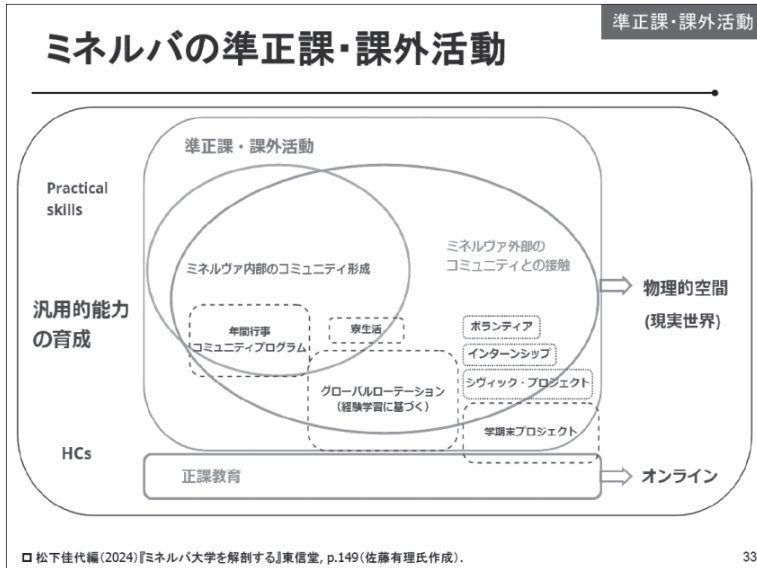 準正課・課外活動
ミネルバの準正課・課外活動
準正課・課外活動
Practical
skills
ミネルヴァ外部の
コミュニティとの接触
ミネルヴァ内部のコミュニティ形成
物理的空間
(現実世界)
汎用的能力
の育成
年間行事
コミュニティプログラム
寮生活
ボランティア
インターンシップ
シヴィック・プロジェクト
グローバルローテーション
(経験学習に基づく)
学期末プロジェクト
HCs
正課教育
オンライン
□ 松下佳代編(2024)『ミネルバ大学を解剖する』東信堂, p.149(佐藤有理氏作成).
33